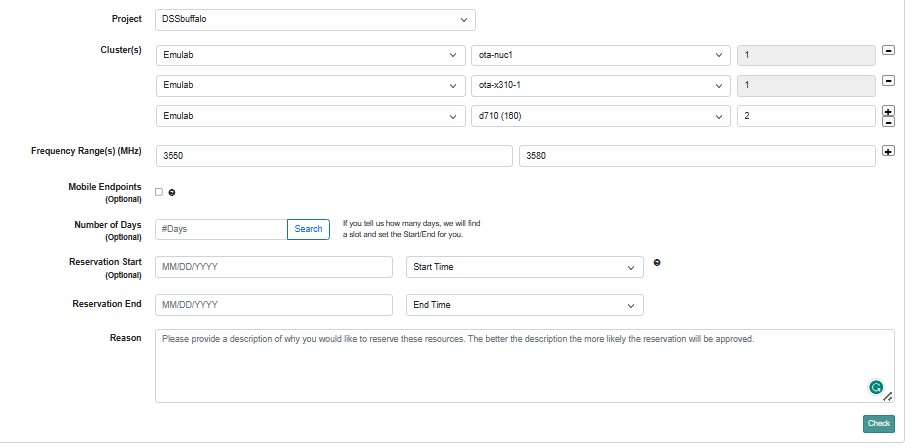 Project DSSbuffalo
Cluster(s) Emulab ota-nuc1 1
Emulab ota-x310-1 1
Emulab d710 (160) 2
Frequency Range(s) (MHz) 3550 3580
Mobile Endpoints
(Optional)
Number of Days
(Optional)
#Days Search
If you tell us how many days, we will find
a slot and set the Start/End for you.
Reservation Start
(Optional)
MM/DD/YYYY Start Time
Reservation End MM/DD/YYYY End Time
Reason Please provide a description of why you would like to reserve these resources. The better the description the more likely the reservation will be approved.
Check